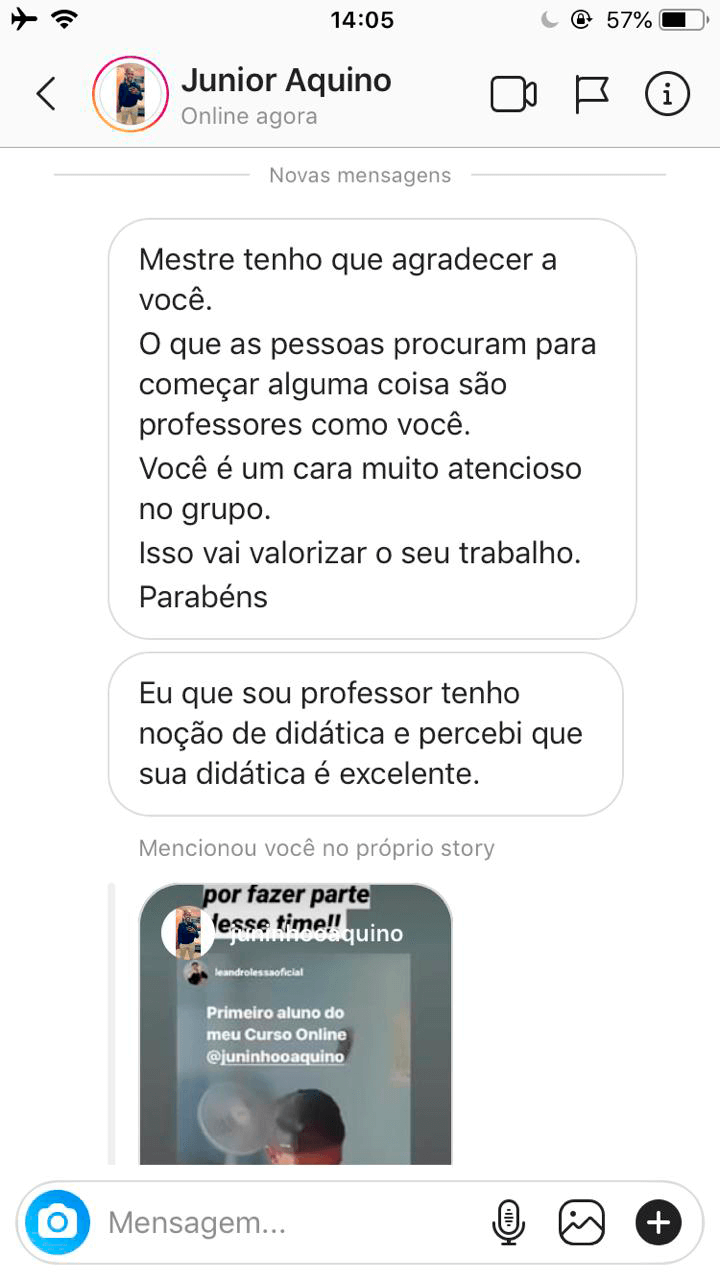 14:05
57%
Junior Aquino
Online agora
Novas mensagens
Mestre tenho que agradecer a
você.
O que as pessoas procuram para
começar alguma coisa são
professores como você.
Você é um cara muito atencioso
no grupo.
Isso vai valorizar o seu trabalho.
Parabéns
Eu que sou professor tenho
noção de didática e percebi que
sua didática é excelente.
Mencionou você no próprio story
por fazer parte
desse time!!
juninhooaquino
leandrolessaoficial
Primeiro aluno do
meu Curso Online
@juninhooaquino
Mensagem...